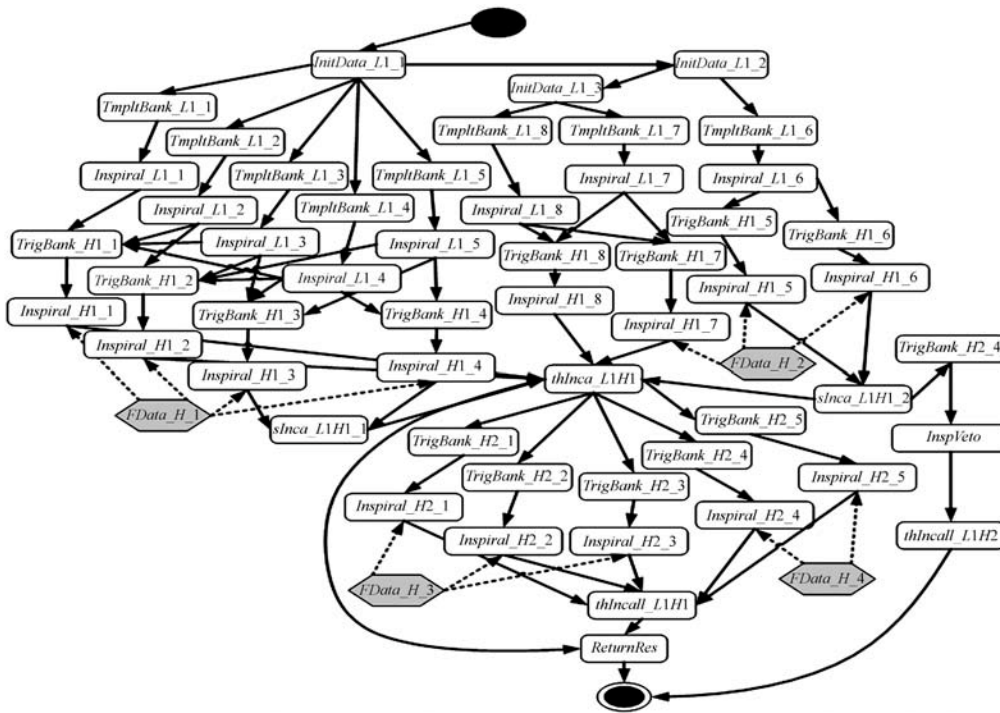 InitData_L1_1
InitData_L1_2
InitData_L1_3
TmpltBank_L1_1
TmpltBank_L1_2
TmpltBank_L1_8
TmpltBank_L1_7
TmpltBank_L1_6
Inspiral_L1_1
TmpltBank_L1_3
TmpltBank_L1_5
Inspiral_L1_7
Inspiral_L1_6
Inspiral_L1_2
TmpltBank_L1_4
Inspiral_L1_8
TrigBank_H1_5
TrigBank_H1_1
Inspiral_L1_3
Inspiral_L1_5
TrigBank_H1_8
TrigBank_H1_7
TrigBank_H1_6
TrigBank_H1_2
Inspiral_L1_4
Inspiral_H1_5
Inspiral_H1_6
Inspiral_H1_1
TrigBank_H1_3
TrigBank_H1_4
Inspiral_H1_8
Inspiral_H1_7
Inspiral_H1_2
TrigBank_H2_4
Inspiral_H1_3
Inspiral_H1_4
thInca_L1H1
FData_H_2
sInca_L1H1_2
FData_H_1
sInca_L1H1_1
TrigBank_H2_5
TrigBank_H2_1
TrigBank_H2_4
InspVeto
TrigBank_H2_2
TrigBank_H2_3
Inspiral_H2_5
Inspiral_H2_1
Inspiral_H2_4
Inspiral_H2_2
Inspiral_H2_3
thIncall_L1H2
FData_H_3
FData_H_4
thIncall_L1H1
ReturnRes